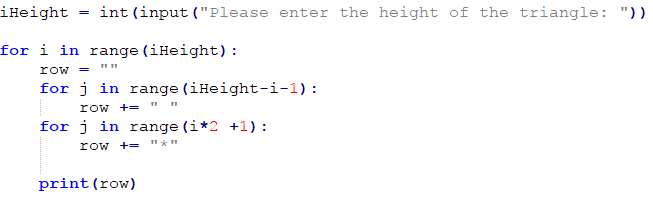 iHeight = int(input("Please enter the height of the triangle: "))
for i in range(iHeight):
    row = ""
    for j in range(iHeight-i-1):
        row += " "
    for j in range(i*2 +1):
        row += "*"
    print(row)